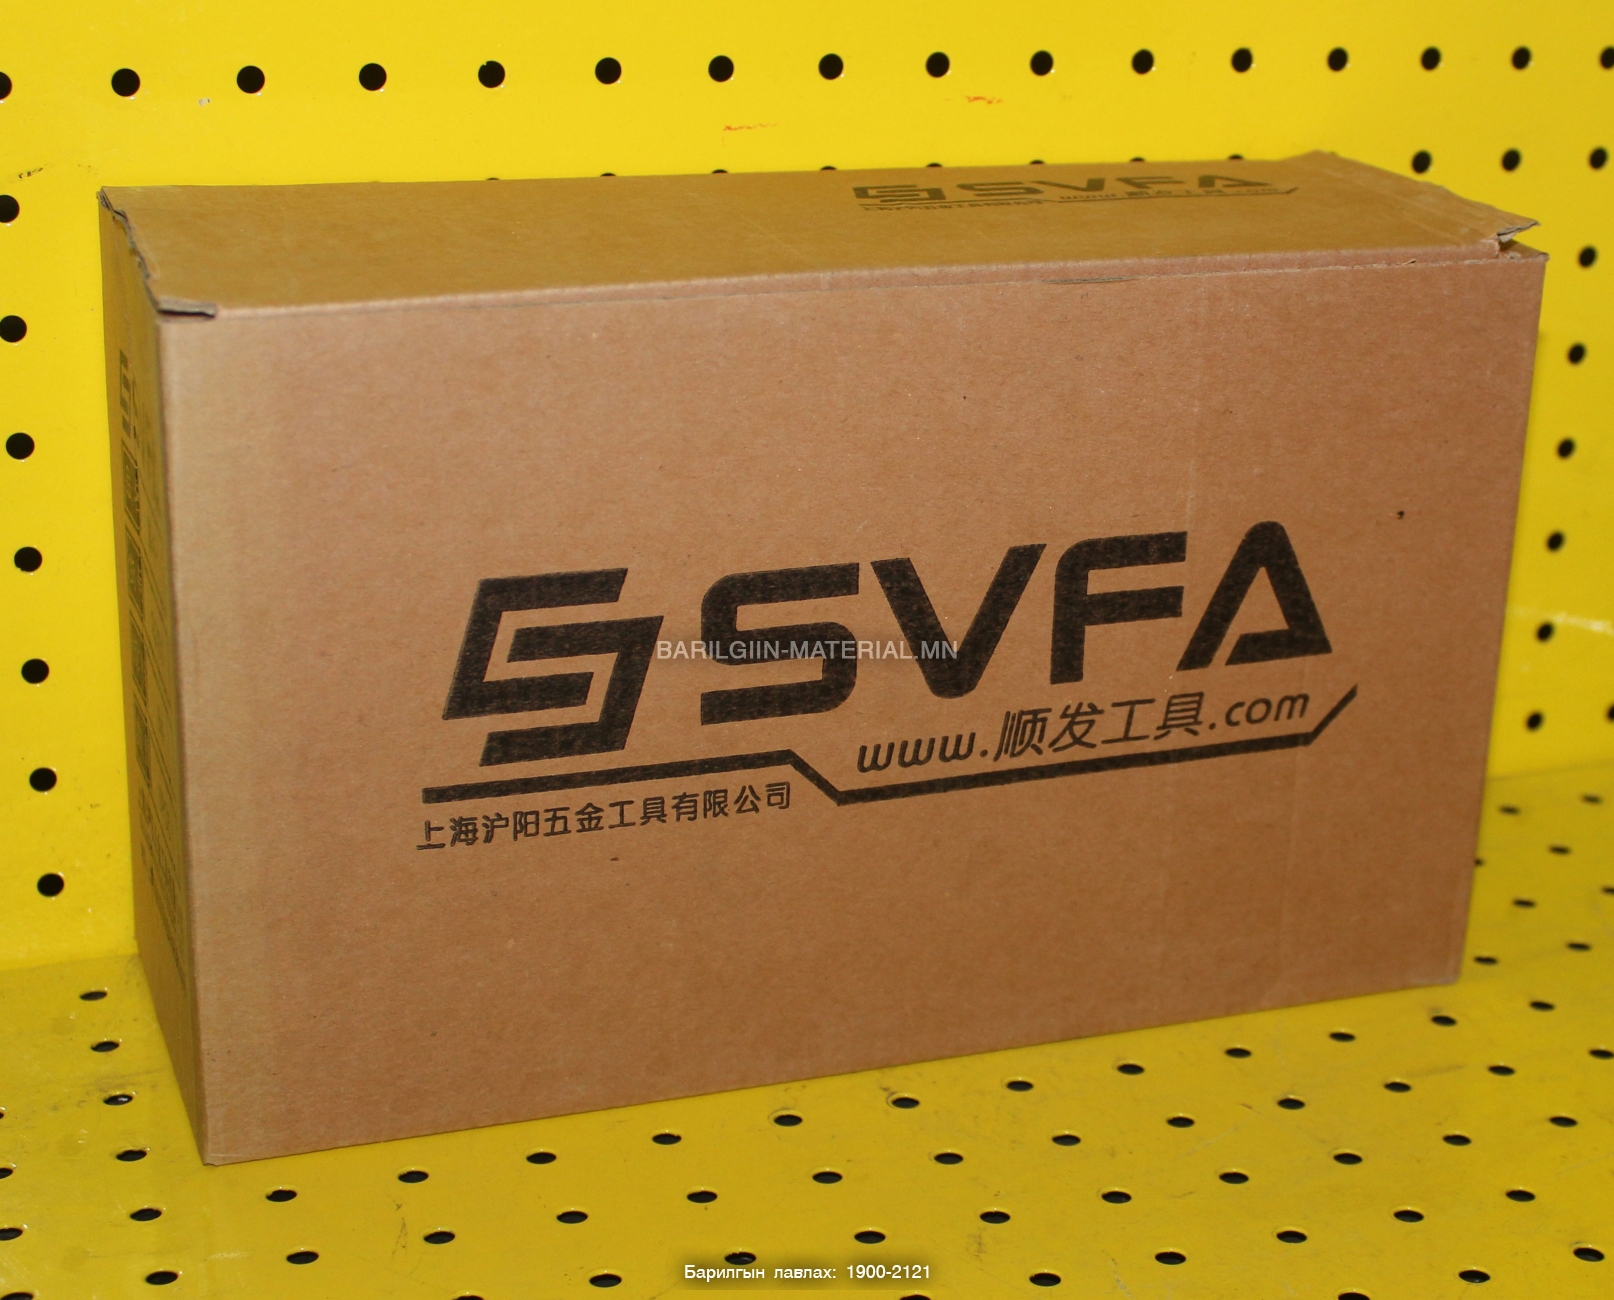 SVFA
SVFA
BARILGIIN-MATERIAL.MN
www.顺发工具.com
上海沪阳五金工具有限公司
Барилгын лавлах: 1900-2121